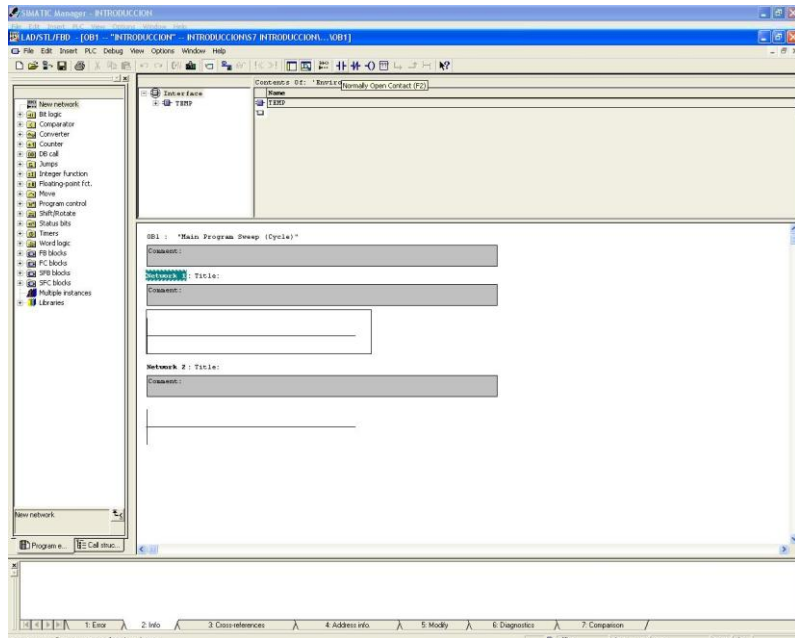 SIMATIC Manager - INTRODUCCION
LAD/STL/FBD - [OB1 -- "INTRODUCCION" -- INTRODUCCION\S7 INTRODUCCION\...\OB1]
File Edit Insert PLC Debug View Options Window Help
Contents Of: 'Enviro
Normally Open Contact (F2)
Interface
TEMP
Name
TEMP
New network
Bit logic
Comparator
Converter
Counter
DB call
Jumps
Integer function
Floating-point fct.
Move
Program control
Shift/Rotate
Status bits
Timers
Word logic
FB blocks
FC blocks
SFB blocks
SFC blocks
Multiple instances
Libraries
OB1 : "Main Program Sweep (Cycle)"
Comment:
Network 1: Title:
Comment:
Network 2: Title:
Comment:
New network
Program e...
Call struc...
1: Error
2: Info
3: Cross-references
4: Address info.
5: Modify
6: Diagnostics
7: Comparison